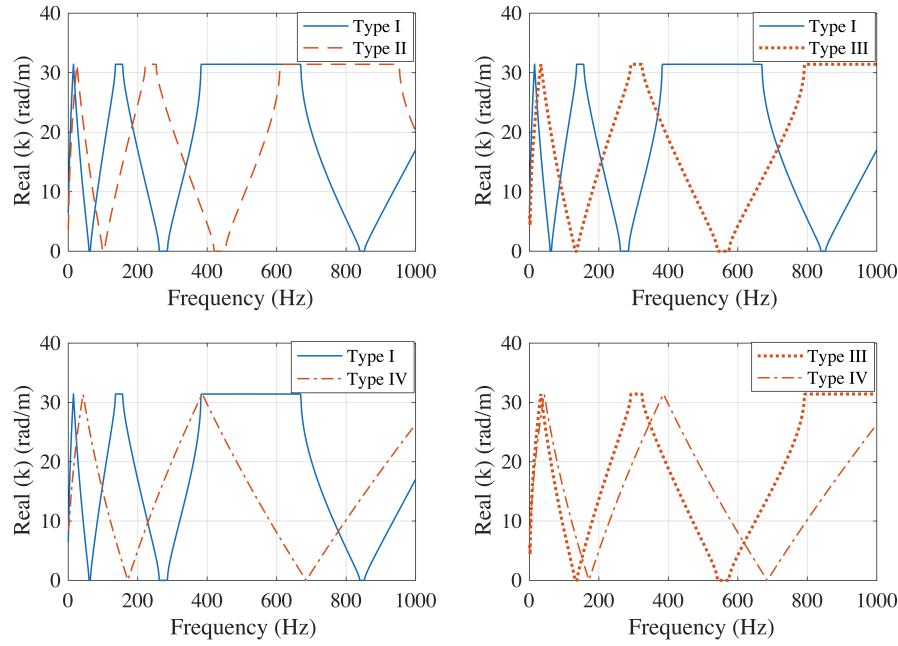 40
30
20
10
0
Real (k) (rad/m)
Type I
Type II
0 200 400 600 800 1000
Frequency (Hz)
40
30
20
10
0
Real (k) (rad/m)
Type I
Type III
0 200 400 600 800 1000
Frequency (Hz)
40
30
20
10
0
Real (k) (rad/m)
Type I
Type IV
0 200 400 600 800 1000
Frequency (Hz)
40
30
20
10
0
Real (k) (rad/m)
Type III
Type IV
0 200 400 600 800 1000
Frequency (Hz)